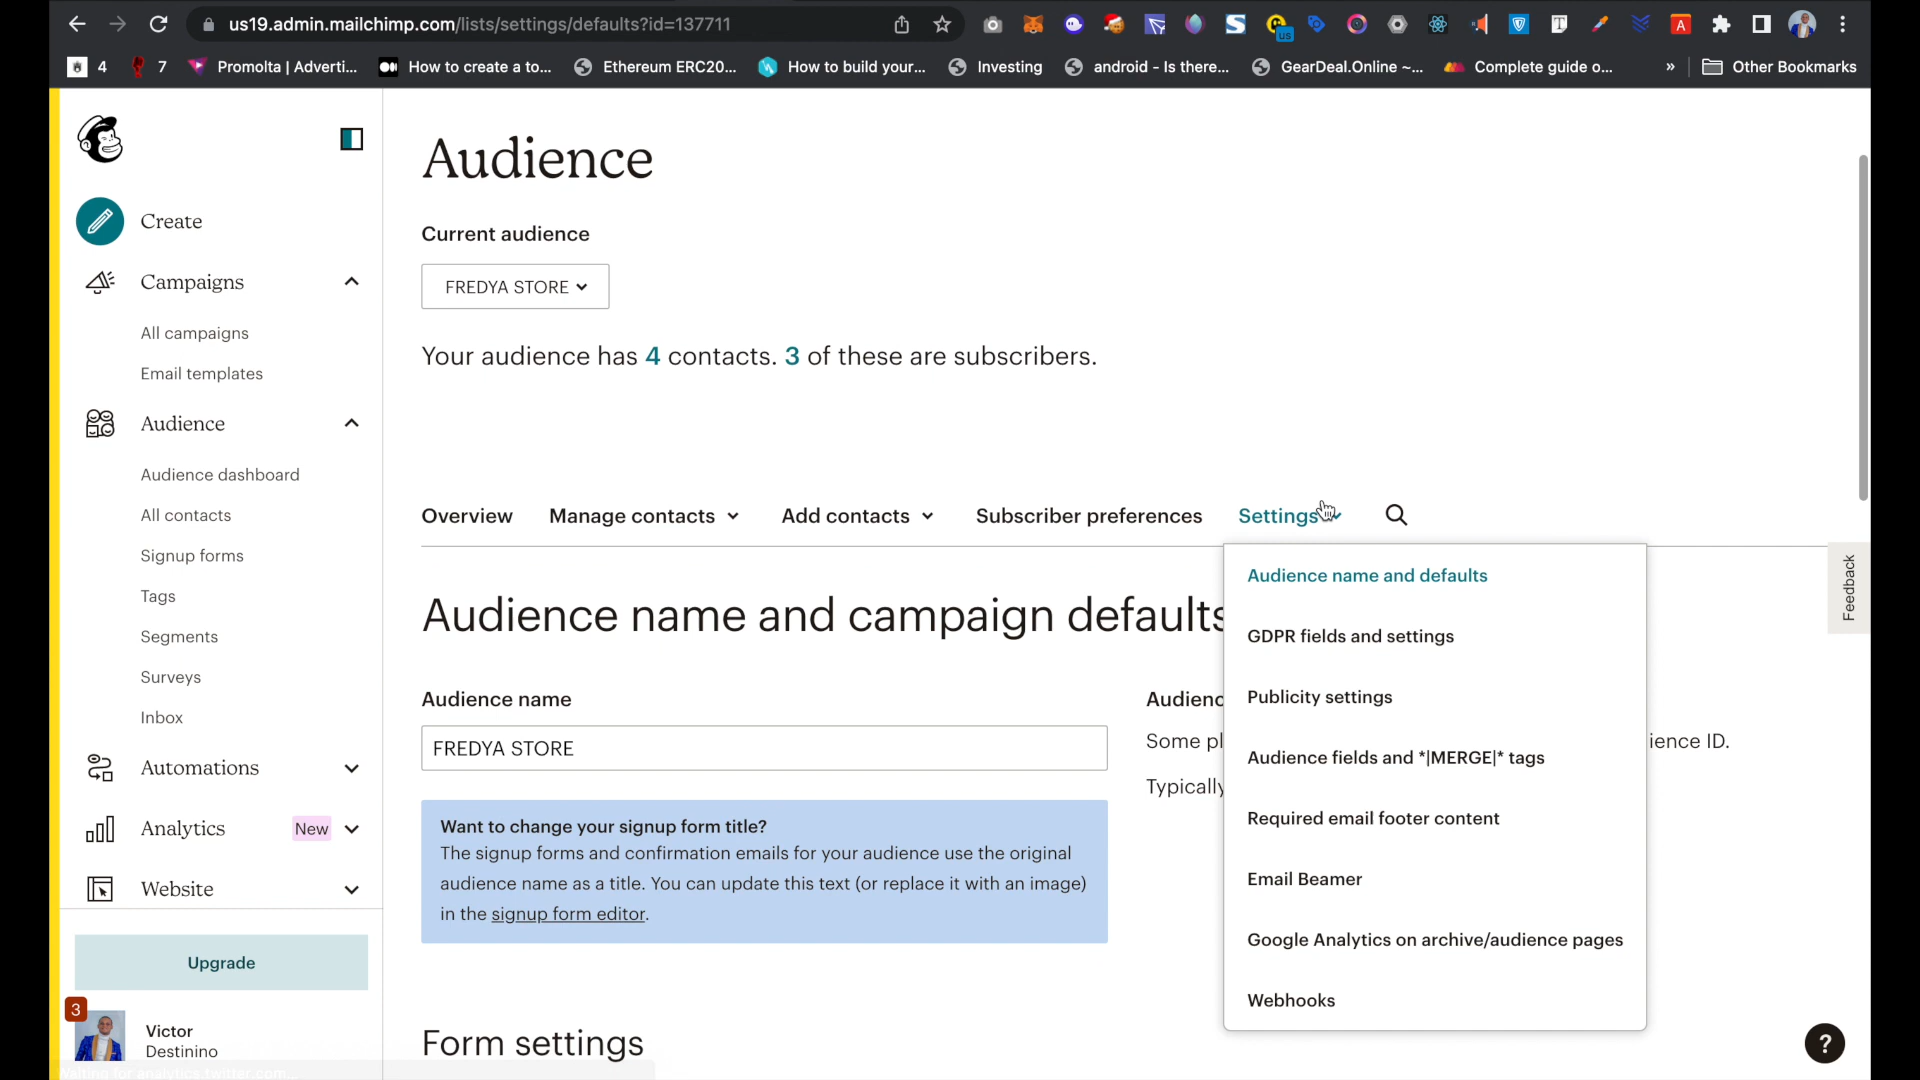 us19.admin.mailchimp.com/lists/settings/defaults?id=137711
us
4
7
Promolta | Adverti...
How to create a to...
Ethereum ERC20...
How to build your...
Investing
android - Is there...
GearDeal.Online ~...
Complete guide o...
»
Other Bookmarks
Create
Campaigns
All campaigns
Email templates
Audience
Audience dashboard
All contacts
Signup forms
Tags
Segments
Surveys
Inbox
Automations
Analytics
New
Website
Upgrade
3
Victor
Destinino
Waiting for analytics.twitter.com...
Audience
Current audience
FREDYA STORE
Your audience has 4 contacts. 3 of these are subscribers.
Overview
Manage contacts
Add contacts
Subscriber preferences
Settings
Audience name and campaign defaults
Audience name
FREDYA STORE
Want to change your signup form title?
The signup forms and confirmation emails for your audience use the original
audience name as a title. You can update this text (or replace it with an image)
in the signup form editor.
Form settings
Audienc
Some pl
ience ID.
Typically
Audience name and defaults
GDPR fields and settings
Publicity settings
Audience fields and *|MERGE|* tags
Required email footer content
Email Beamer
Google Analytics on archive/audience pages
Webhooks
Feedback
?